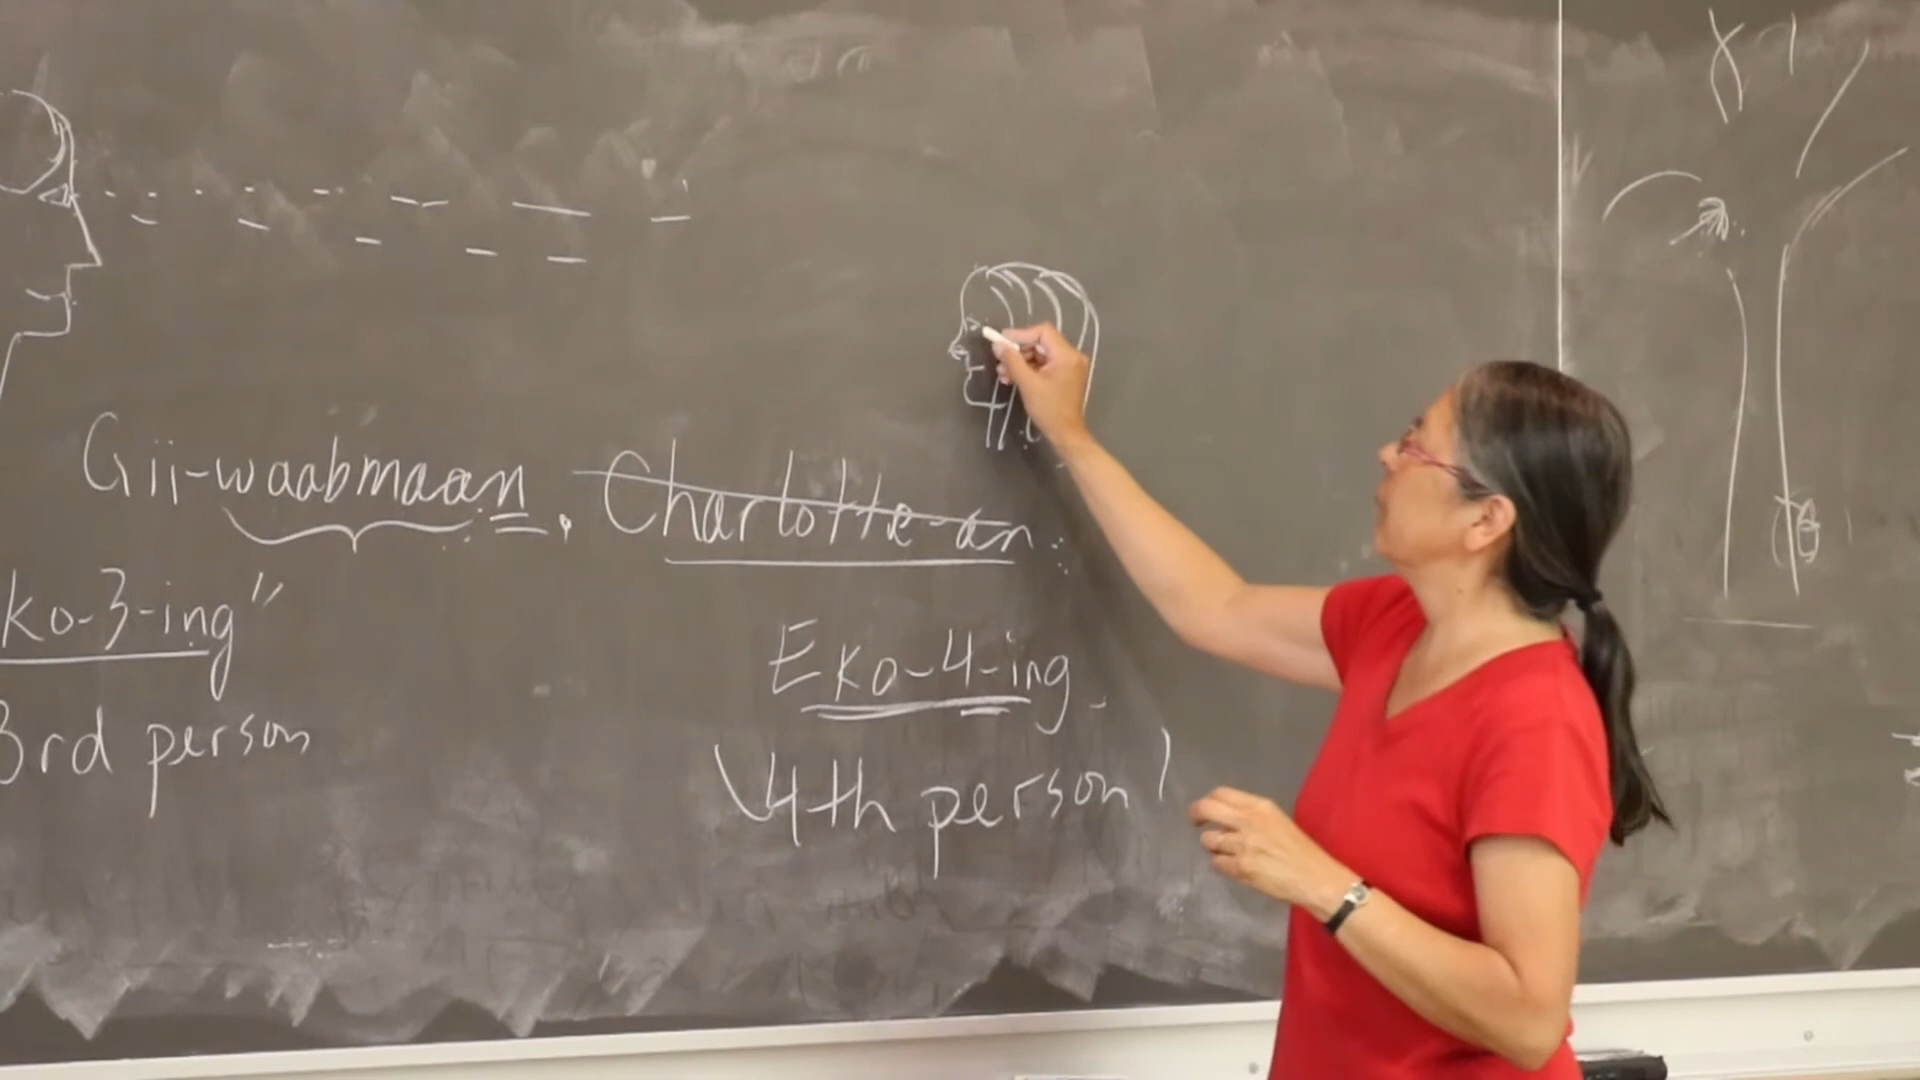 Gii-waabmaan, Charlotte-an
ko-3-ing"
3rd person
Eko-4-ing
4th person